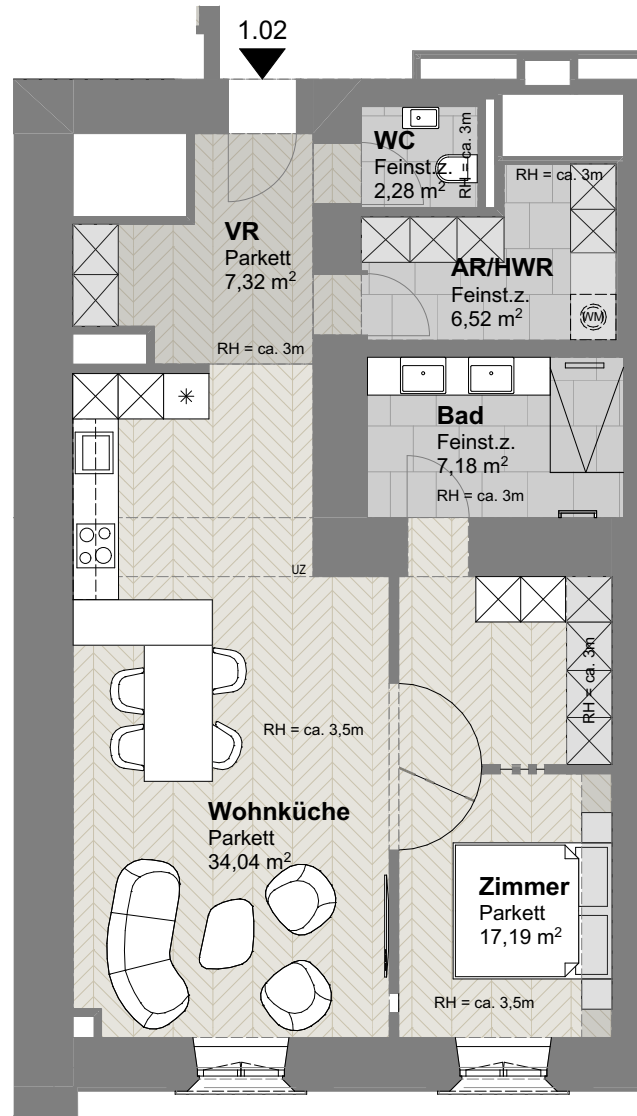 1.02
WC
Feinst.z.
2,28 m²
RH = ca. 3m
RH = ca. 3m
VR
Parkett
7,32 m²
AR/HWR
Feinst.z.
6,52 m²
WM
RH = ca. 3m
Bad
Feinst.z.
7,18 m²
RH = ca. 3m
UZ
RH = ca. 3m
RH = ca. 3,5m
Wohnküche
Parkett
34,04 m²
Zimmer
Parkett
17,19 m²
RH = ca. 3,5m